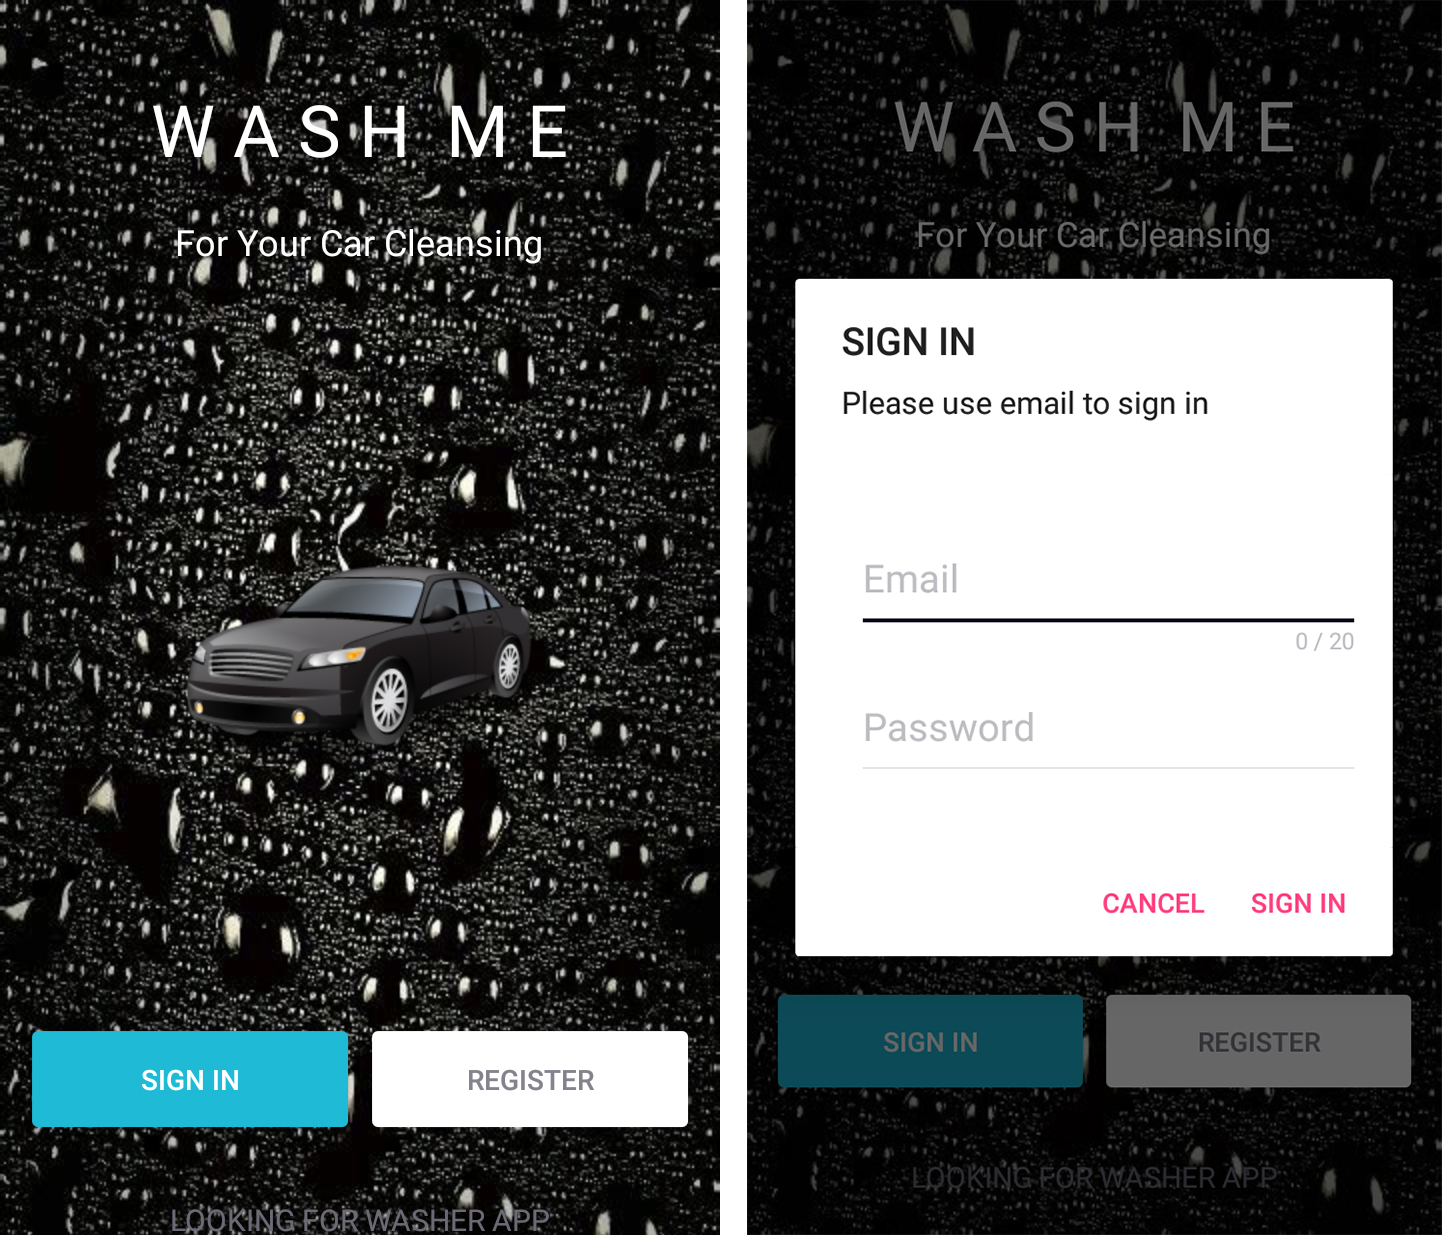 WASH ME
For Your Car Cleansing
SIGN IN
REGISTER
LOOKING FOR WASHER APP
WASH ME
For Your Car Cleansing
SIGN IN
Please use email to sign in
Email
0 / 20
Password
CANCEL
SIGN IN
SIGN IN
REGISTER
LOOKING FOR WASHER APP